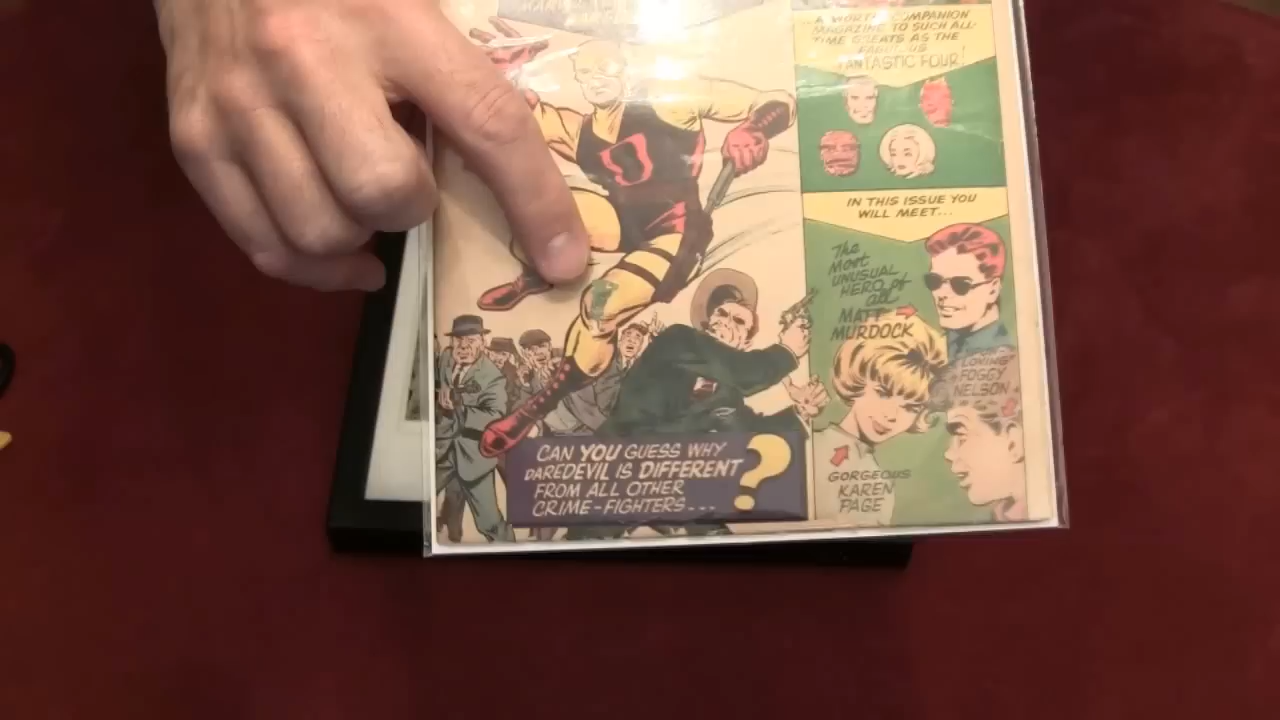 ...A WORTHY COMPANION
MAGAZINE TO SUCH ALL-
TIME GREATS AS THE
FABULOUS
FANTASTIC FOUR!
IN THIS ISSUE YOU
WILL MEET...
The
Most
UNUSUAL
HERO of
all
MATT
MURDOCK
LOVING
FOGGY
NELSON
GORGEOUS
KAREN
PAGE
CAN YOU GUESS WHY
DAREDEVIL IS DIFFERENT
FROM ALL OTHER
CRIME-FIGHTERS...
?